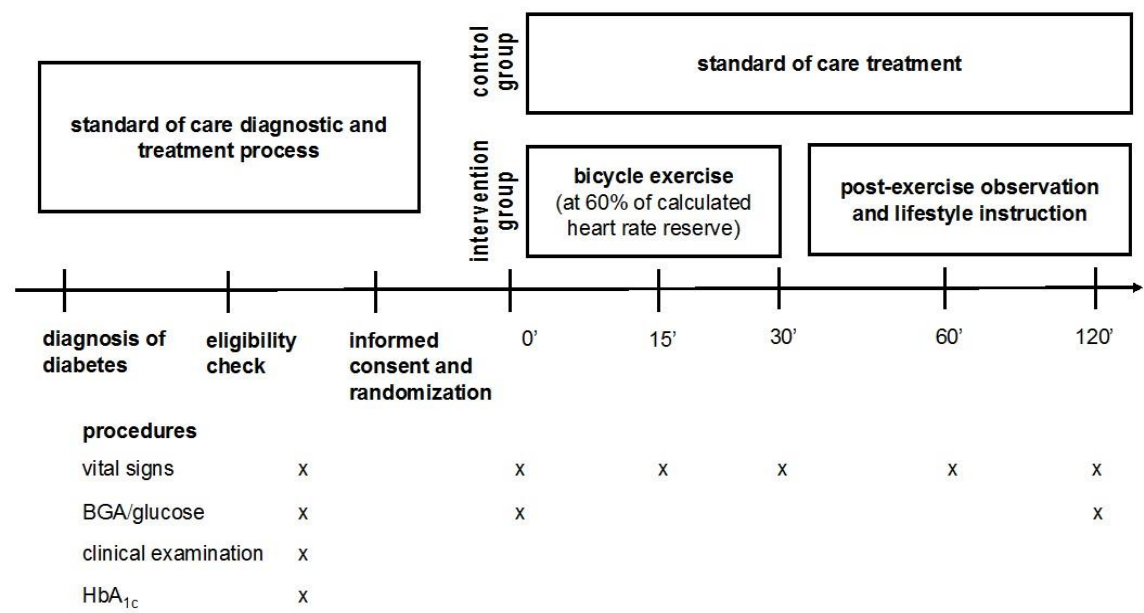 control
group
standard of care treatment
standard of care diagnostic and
treatment process
intervention
group
bicycle exercise
(at 60% of calculated
heart rate reserve)
post-exercise observation
and lifestyle instruction
diagnosis of
diabetes
eligibility
check
informed
consent and
randomization
0’
15’
30’
60’
120’
procedures
vital signs x x x x x x
BGA/glucose x x x
clinical examination x
HbA1c x